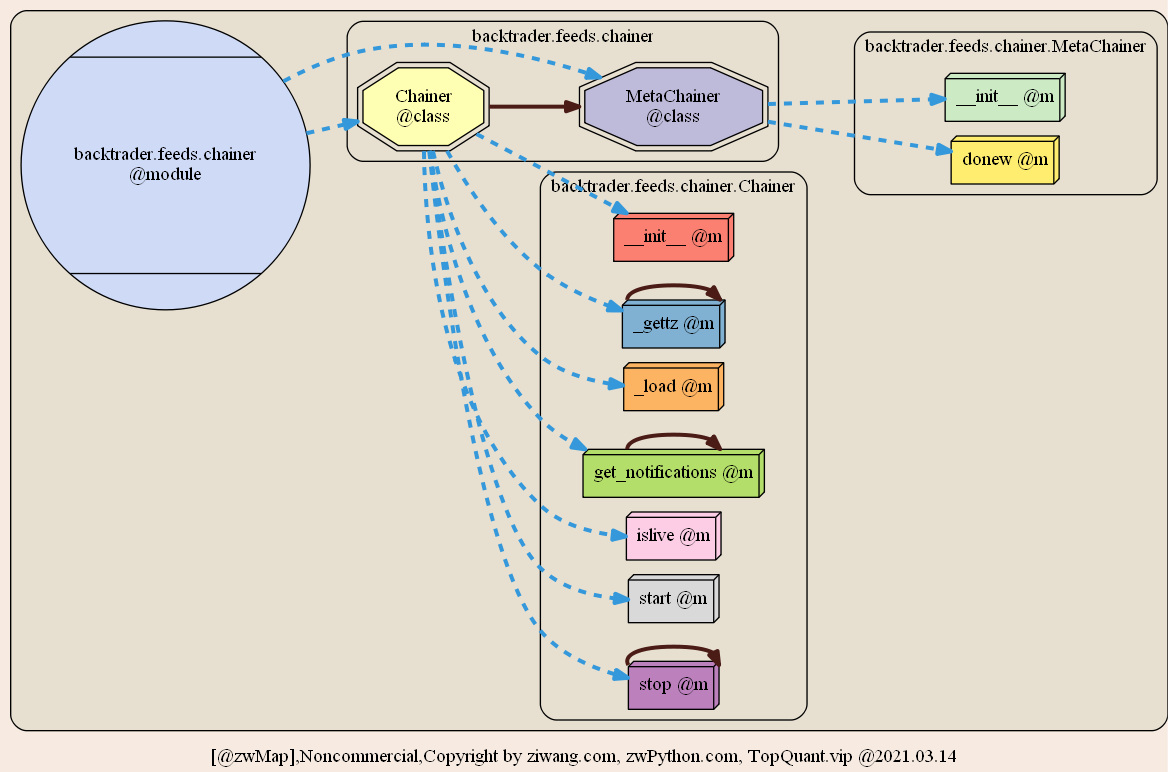 backtrader.feeds.chainer
@module
backtrader.feeds.chainer
Chainer
@class
MetaChainer
@class
backtrader.feeds.chainer.MetaChainer
__init__ @m
donew @m
backtrader.feeds.chainer.Chainer
__init__ @m
_gettz @m
_load @m
get_notifications @m
islive @m
start @m
stop @m
[@zwMap],Noncommercial,Copyright by ziwang.com, zwPython.com, TopQuant.vip @2021.03.14